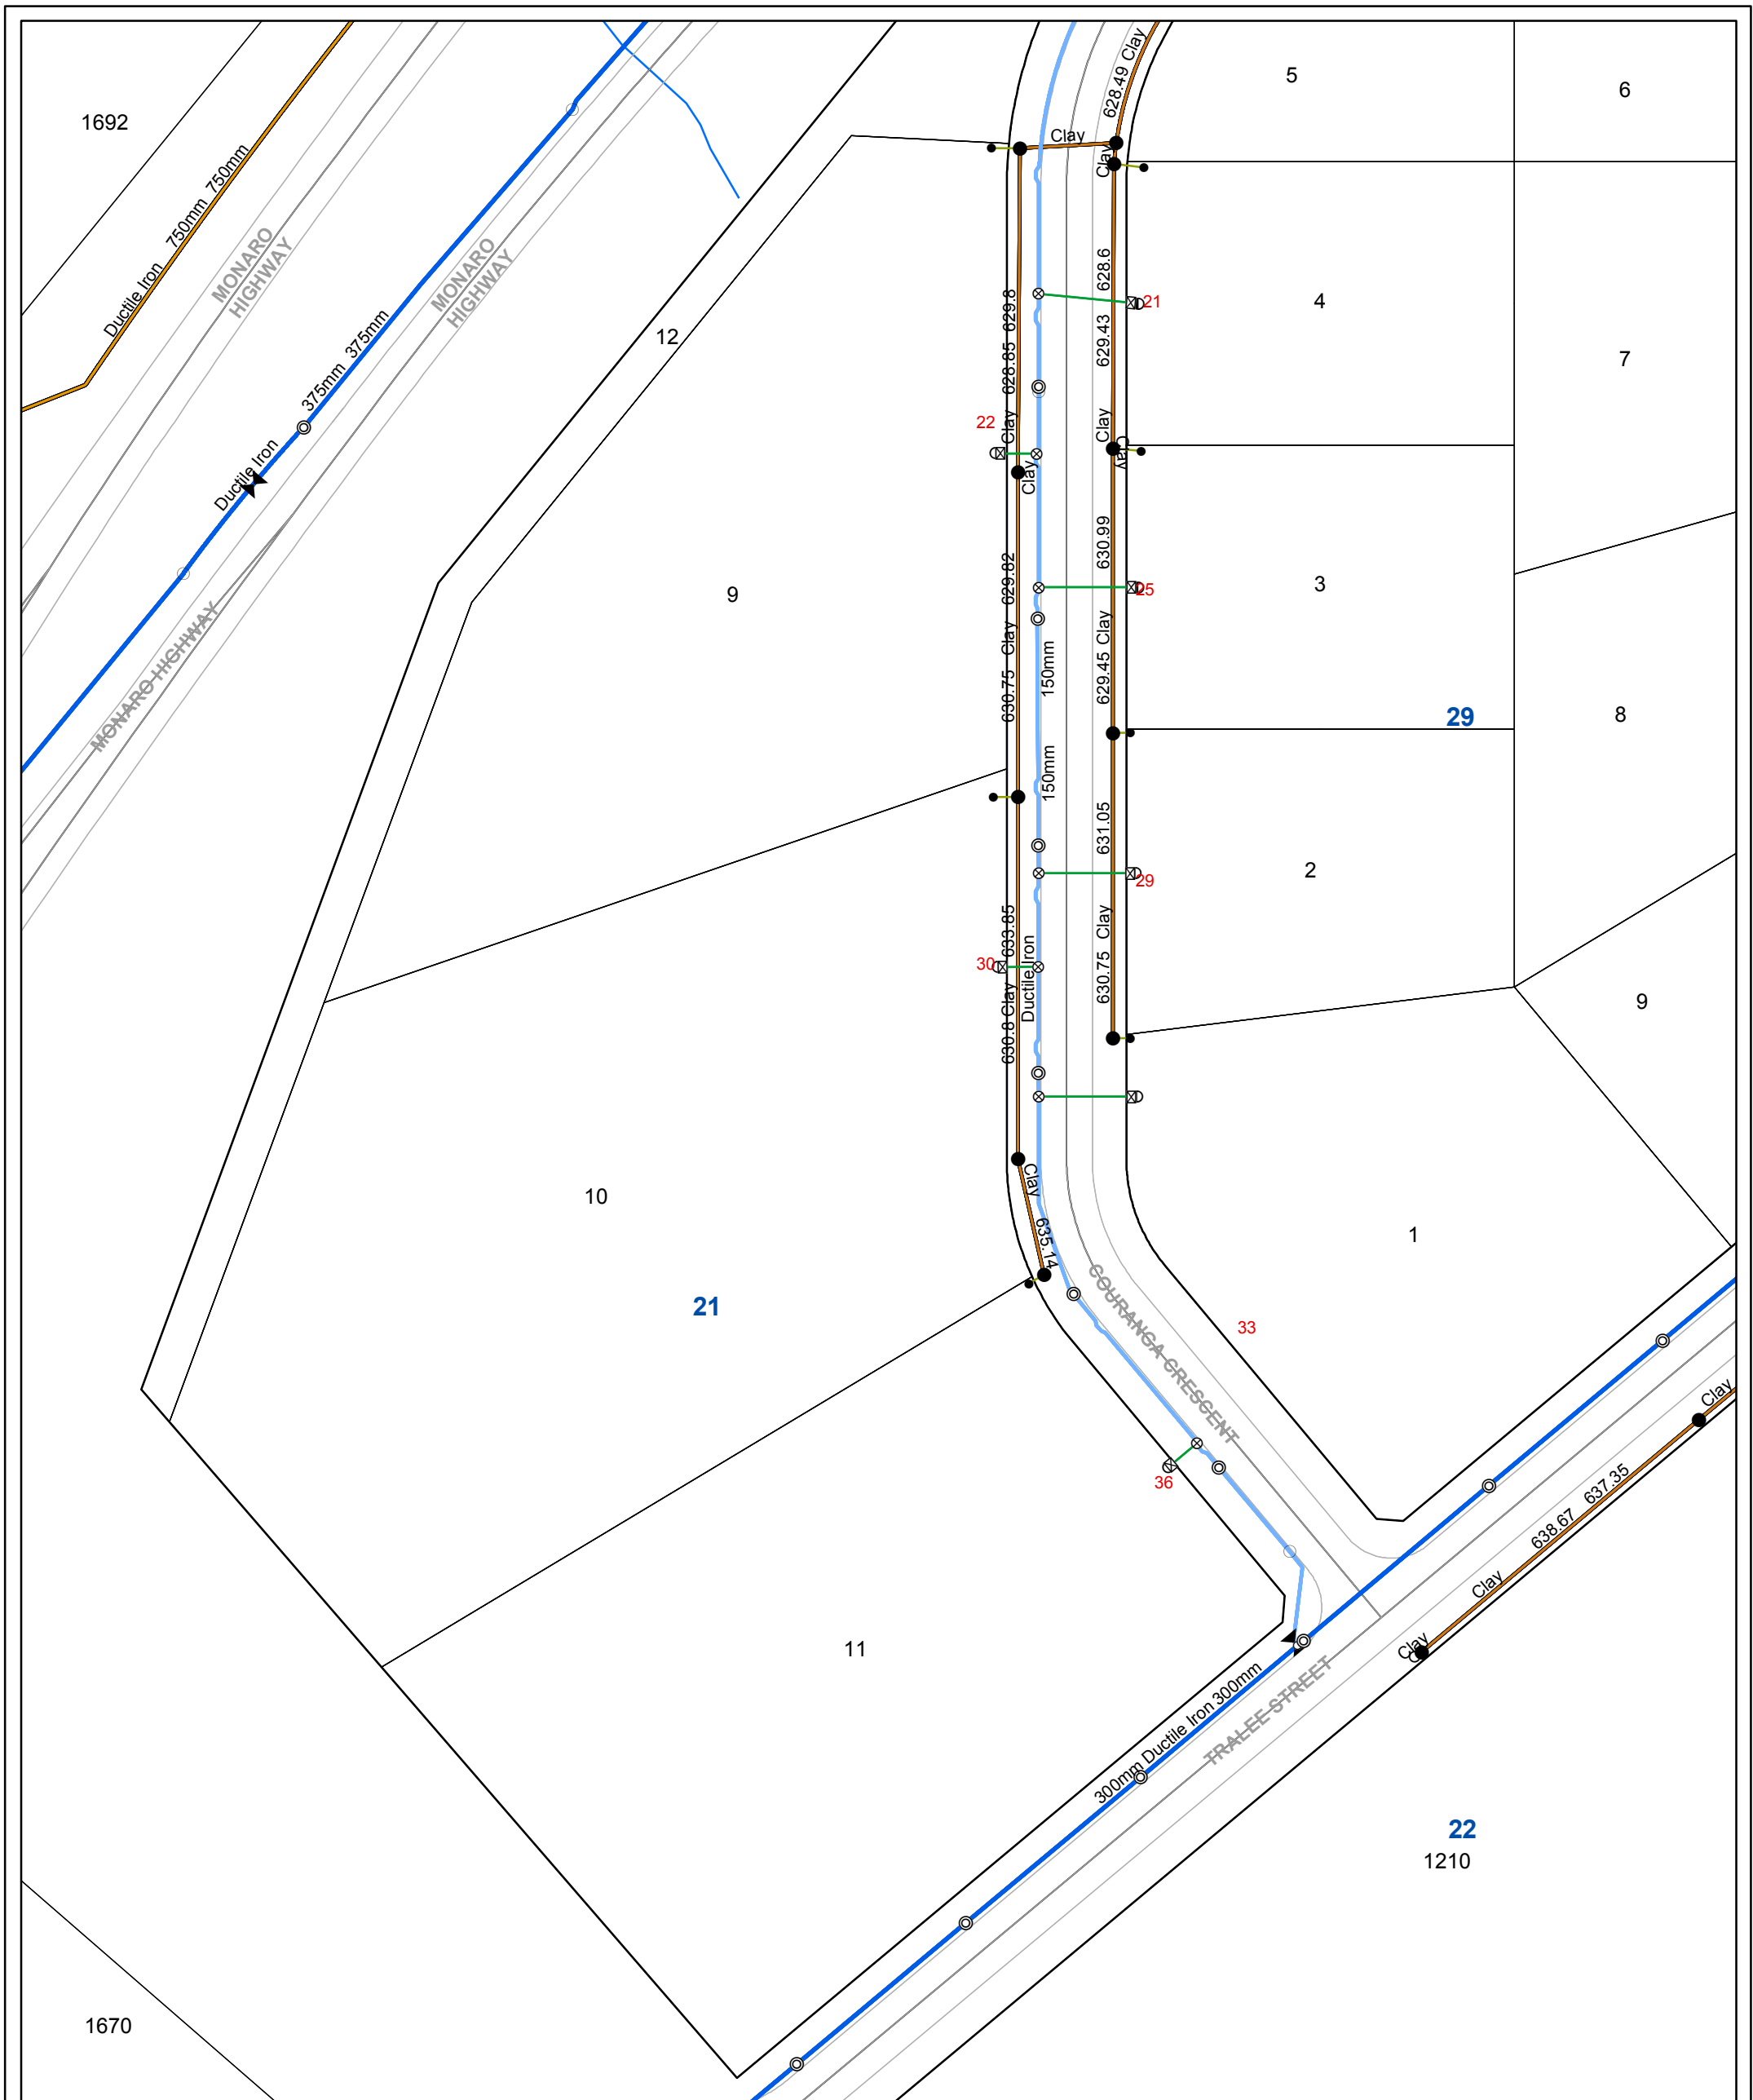 5
6
1692
628.49 Clay
Clay
Clay
750mm 750mm
Ductile Iron
MONARO
HIGHWAY
MONARO
HIGHWAY
375mm 375mm
Ductile Iron
MONARO HIGHWAY
12
628.6
629.43
Clay
Clay
21
4
7
629.8
628.85
Clay
Clay
22
630.99
629.45 Clay
25
3
9
629.82
630.75 Clay
150mm
150mm
29
8
631.05
630.75 Clay
29
2
633.85
630.8 Clay
Ductile Iron
30
9
10
Clay
635.14
1
21
COURANGA CRESCENT
33
36
Clay
638.67 637.35
Clay
Clay
11
300mm Ductile Iron 300mm
TRALEE STREET
22
1210
1670